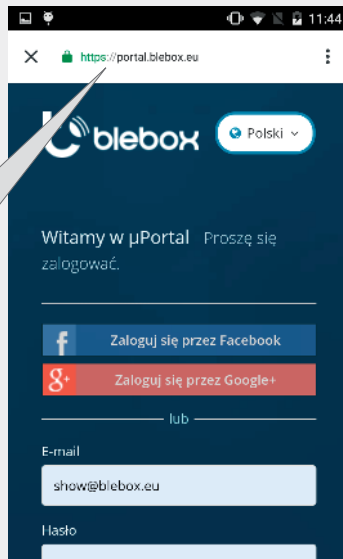 11:44
https://portal.blebox.eu
blebox
Polski
Witamy w µPortal Proszę się
zalogować.
f Zaloguj się przez Facebook
g+ Zaloguj się przez Google+
lub
E-mail
show@blebox.eu
Hasło